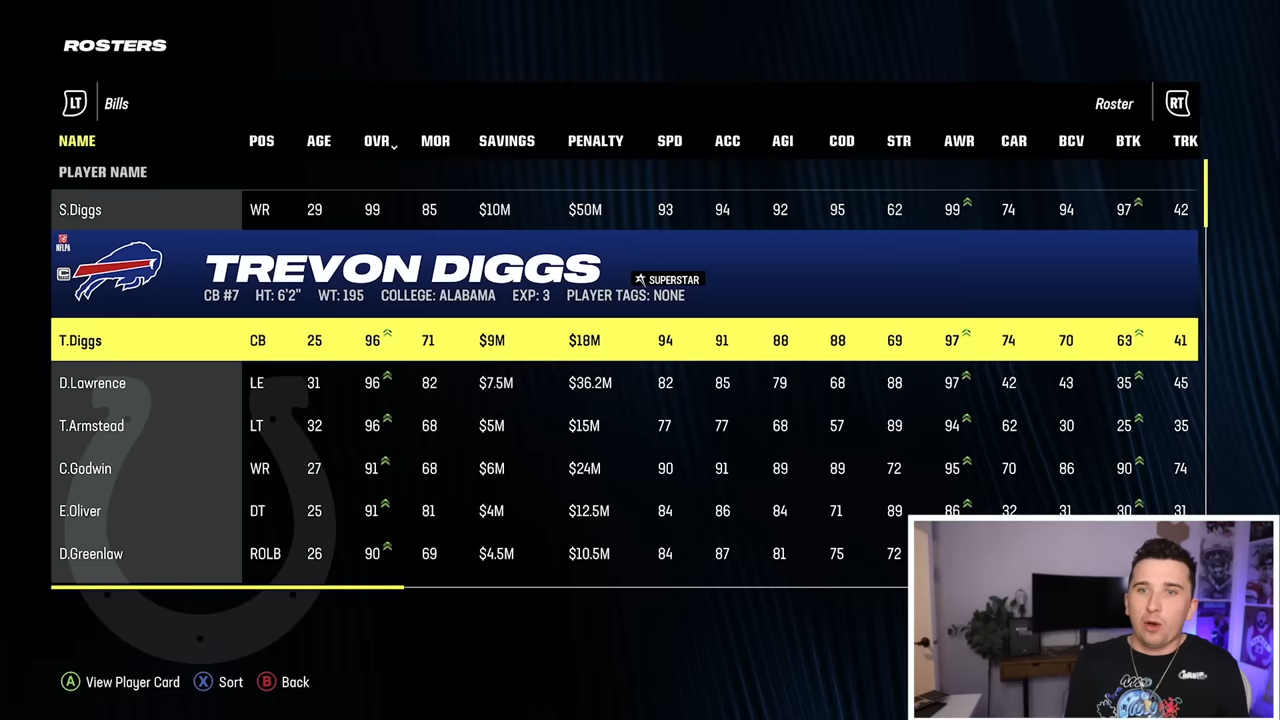 ROSTERS
LT Bills Roster RT
NAME POS AGE OVR MOR SAVINGS PENALTY SPD ACC AGI COD STR AWR CAR BCV BTK TRK
PLAYER NAME
S.Diggs WR 29 99 85 $10M $50M 93 94 92 95 62 99 74 94 97 42
NFLPA
C TREVON DIGGS SUPERSTAR
CB #7 HT: 6'2" WT: 195 COLLEGE: ALABAMA EXP: 3 PLAYER TAGS: NONE
T.Diggs CB 25 96 71 $9M $18M 94 91 88 88 69 97 74 70 63 41
D.Lawrence LE 31 96 82 $7.5M $36.2M 82 85 79 68 88 97 42 43 35 45
T.Armstead LT 32 96 68 $5M $15M 77 77 68 57 89 94 62 30 25 35
C.Godwin WR 27 91 68 $6M $24M 90 91 89 89 72 95 70 86 90 74
E.Oliver DT 25 91 81 $4M $12.5M 84 86 84 71 89 86 32 31 30 31
D.Greenlaw ROLB 26 90 69 $4.5M $10.5M 84 87 81 75 72
A View Player Card X Sort B Back